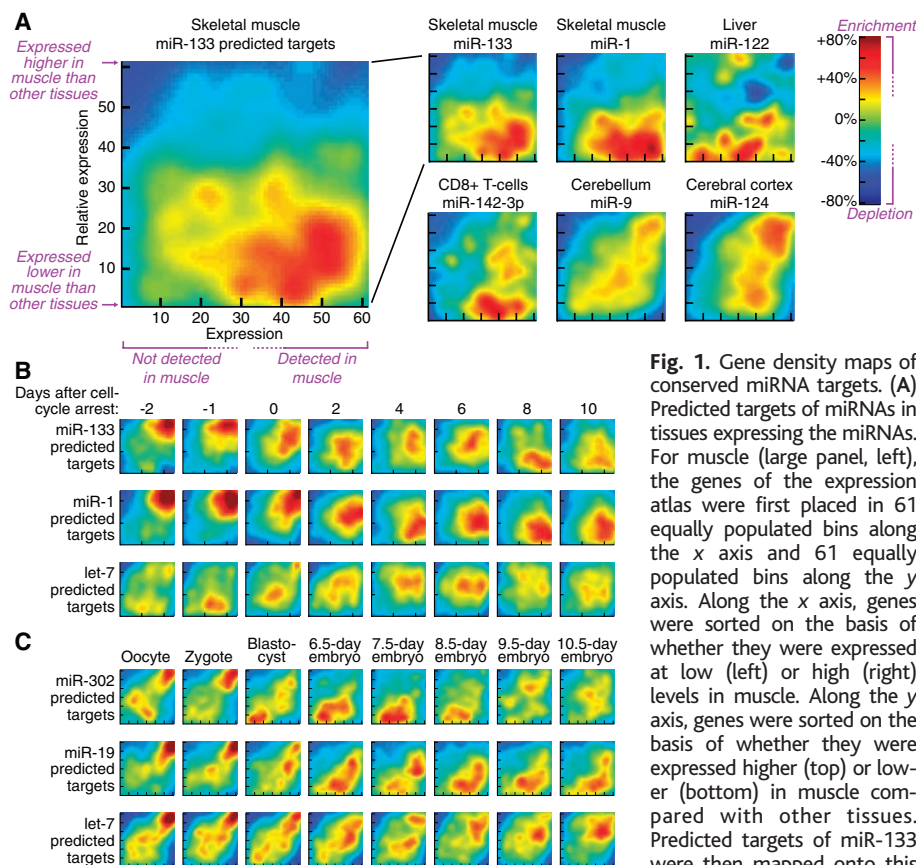 A
Skeletal muscle
miR-133 predicted targets
Expressed
higher in
muscle than
other tissues
Relative expression
50
40
30
20
10
Expressed
lower in
muscle than
other tissues
10 20 30 40 50 60
Expression
Not detected
in muscle
Detected in
muscle
Skeletal muscle
miR-133
Skeletal muscle
miR-1
Liver
miR-122
CD8+ T-cells
miR-142-3p
Cerebellum
miR-9
Cerebral cortex
miR-124
Enrichment
+80%
+40%
0%
-40%
-80%
Depletion
B
Days after cell-
cycle arrest:
-2 -1 0 2 4 6 8 10
miR-133
predicted
targets
miR-1
predicted
targets
let-7
predicted
targets
C
Oocyte
Zygote
Blasto-
cyst
6.5-day
embryo
7.5-day
embryo
8.5-day
embryo
9.5-day
embryo
10.5-day
embryo
miR-302
predicted
targets
miR-19
predicted
targets
let-7
predicted
targets
Fig. 1. Gene density maps of
conserved miRNA targets. (A)
Predicted targets of miRNAs in
tissues expressing the miRNAs.
For muscle (large panel, left),
the genes of the expression
atlas were first placed in 61
equally populated bins along
the x axis and 61 equally
populated bins along the y
axis. Along the x axis, genes
were sorted on the basis of
whether they were expressed
at low (left) or high (right)
levels in muscle. Along the y
axis, genes were sorted on the
basis of whether they were
expressed higher (top) or low-
er (bottom) in muscle com-
pared with other tissues.
Predicted targets of miR-133
were then mapped onto this